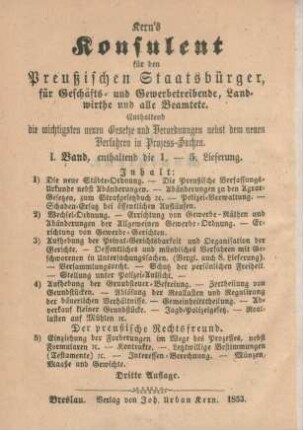 Kern's
Konsulent
für den
Preußischen Staatsbürger,
für Geschäfts- und Gewerbetreibende, Land-
wirthe und alle Beamtete.
Enthaltend
die wichtigsten neuen Gesetze und Verordnungen nebst dem neuen
Verfahren in Prozess-Sachen.
I. Band, enthaltend die 1. — 5. Lieferung.
Inhalt:
1) Die neue Städte-Ordnung. — Die Preußische Verfassungs-
Urkunde nebst Abänderungen. — Abänderungen zu den Agrar-
Gesetzen, zum Strafgesetzbuch ꝛc. — Polizei-Verwaltung. —
Schaden-Ersatz bei öffentlichen Aufläufen.
2) Wechsel-Ordnung. — Errichtung von Gewerbe-Räthen und
Abänderungen der Allgemeinen Gewerbe-Ordnung. — Er-
richtung von Gewerbe-Gerichten.
3) Aufhebung der Privat-Gerichtsbarkeit und Organisation der
Gerichte. — Oeffentliches und mündliches Verfahren mit Ge-
schworenen in Untersuchungssachen. (Vergl. auch 6. Lieferung).
— Versammlungsrecht. — Schutz der persönlichen Freiheit.
— Stellung unter Polizei-Aufsicht.
4) Aufhebung der Grundsteuer-Befreiung. — Zertheilung von
Grundstücken. — Ablösung der Reallasten und Regulirung
der bäuerlichen Verhältnisse. — Gemeinheitstheilung. — Ab-
verkauf kleiner Grundstücke. — Jagd-Polizeigesetz. — Real-
lasten auf Mühlen ꝛc.
Der preußische Rechtsfreund.
5) Einziehung der Forderungen im Wege des Prozesses, nebst
Formularen ꝛc. — Kontrakte. — Letztwillige Bestimmungen
(Testamente) ꝛc. — Interessen-Berechnung. — Münzen,
Maaße und Gewichte.
Dritte Auflage.
Breslau. Verlag von Joh. Urban Kern. 1853.